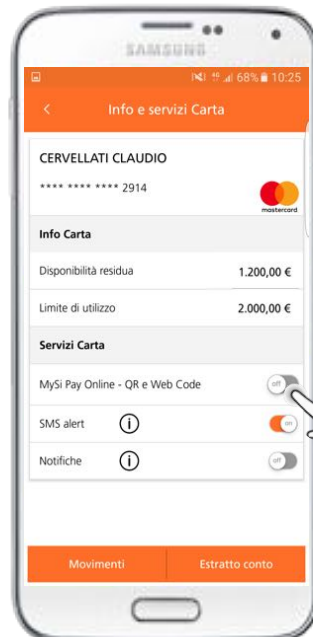 SAMSUNG
4G 68% 10:25
Info e servizi Carta
CERVELLATI CLAUDIO
**** **** **** 2914
mastercard
Info Carta
Disponibilità residua 1.200,00 €
Limite di utilizzo 2.000,00 €
Servizi Carta
MySi Pay Online - QR e Web Code off
SMS alert i on
Notifiche i off
Movimenti Estratto conto